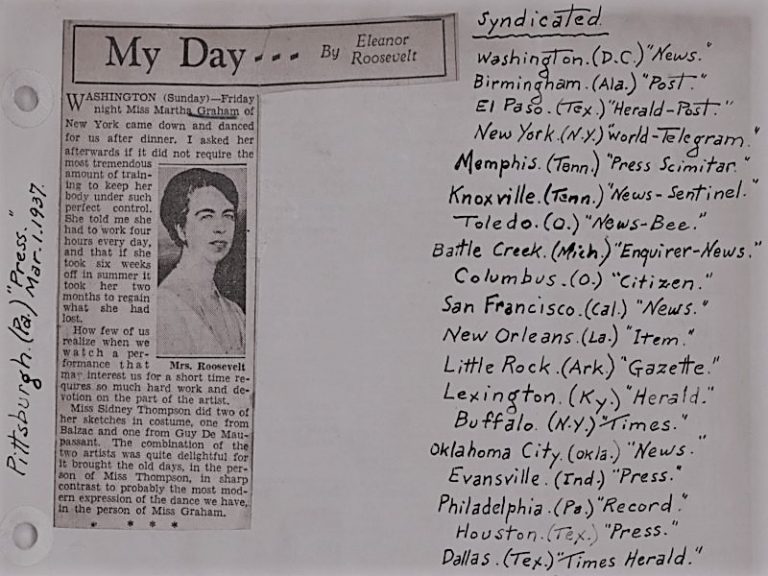 My Day - - - By Eleanor
Roosevelt
WASHINGTON (Sunday)—Friday
night Miss Martha Graham of
New York came down and danced
for us after dinner. I asked her
afterwards if it did not require the
most tremendous
amount of train-
ing to keep her
body under such
perfect control.
She told me she
had to work four
hours every day,
and that if she
took six weeks
off in summer it
took her two
months to regain
what she had
lost.
How few of us
realize when we
watch a per-
formance that
may interest us for a short time re-
quires so much hard work and de-
votion on the part of the artist.
Miss Sidney Thompson did two of
her sketches in costume, one from
Balzac and one from Guy De Mau-
passant. The combination of the
two artists was quite delightful for
it brought the old days, in the per-
son of Miss Thompson, in sharp
contrast to probably the most mod-
ern expression of the dance we have,
in the person of Miss Graham.
* * * *
Mrs. Roosevelt
Pittsburgh.(Pa.) "Press."
Mar.1.1937.
Syndicated.
Washington.(D.C.) "News."
Birmingham.(Ala.) "Post."
El Paso.(Tex.) "Herald-Post."
New York.(N.Y.) "World-Telegram."
Memphis.(Tenn.) "Press Scimitar."
Knoxville.(Tenn.) "News-Sentinel."
Toledo.(O.) "News-Bee."
Battle Creek.(Mich.) "Enquirer-News."
Columbus.(O.) "Citizen."
San Francisco.(Cal.) "News."
New Orleans.(La.) "Item."
Little Rock.(Ark.) "Gazette."
Lexington.(Ky.) "Herald."
Buffalo.(N.Y.) "Times."
Oklahoma City.(Okla.) "News."
Evansville.(Ind.) "Press."
Philadelphia.(Pa.) "Record."
Houston.(Tex.) "Press."
Dallas.(Tex.) "Times Herald."